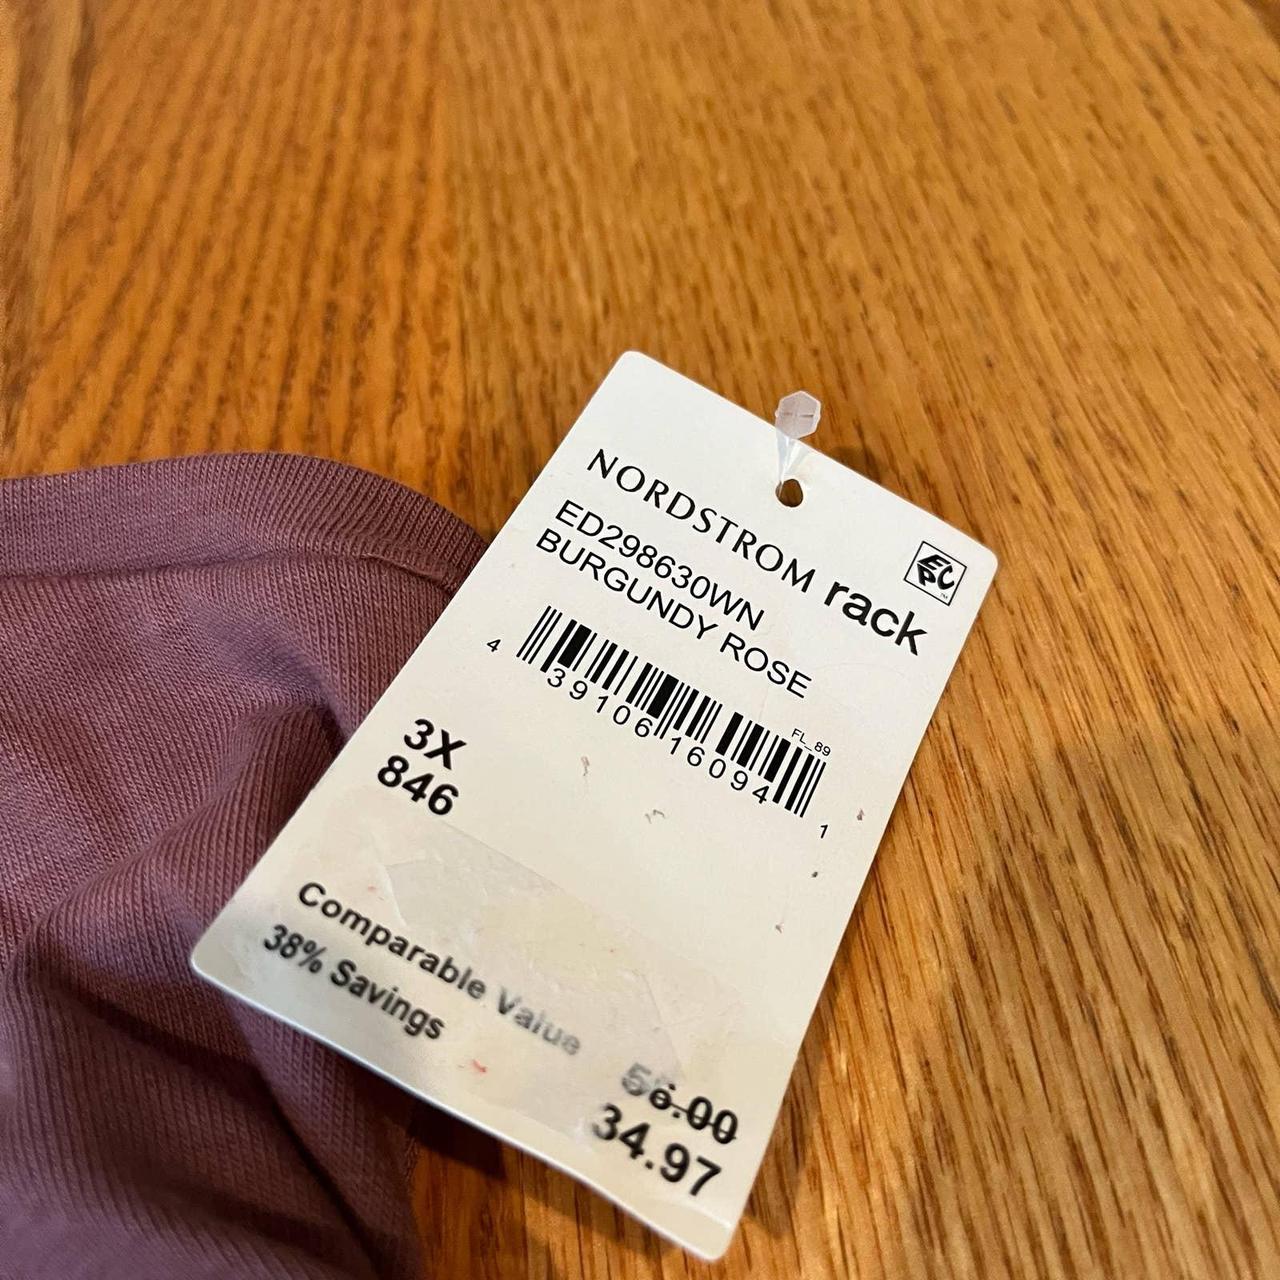 NORDSTROM rack
EPC™
ED298630WN
BURGUNDY ROSE
FL_89
4 39106 16094 1
3X
846
Comparable Value
38% Savings
56.00
34.97